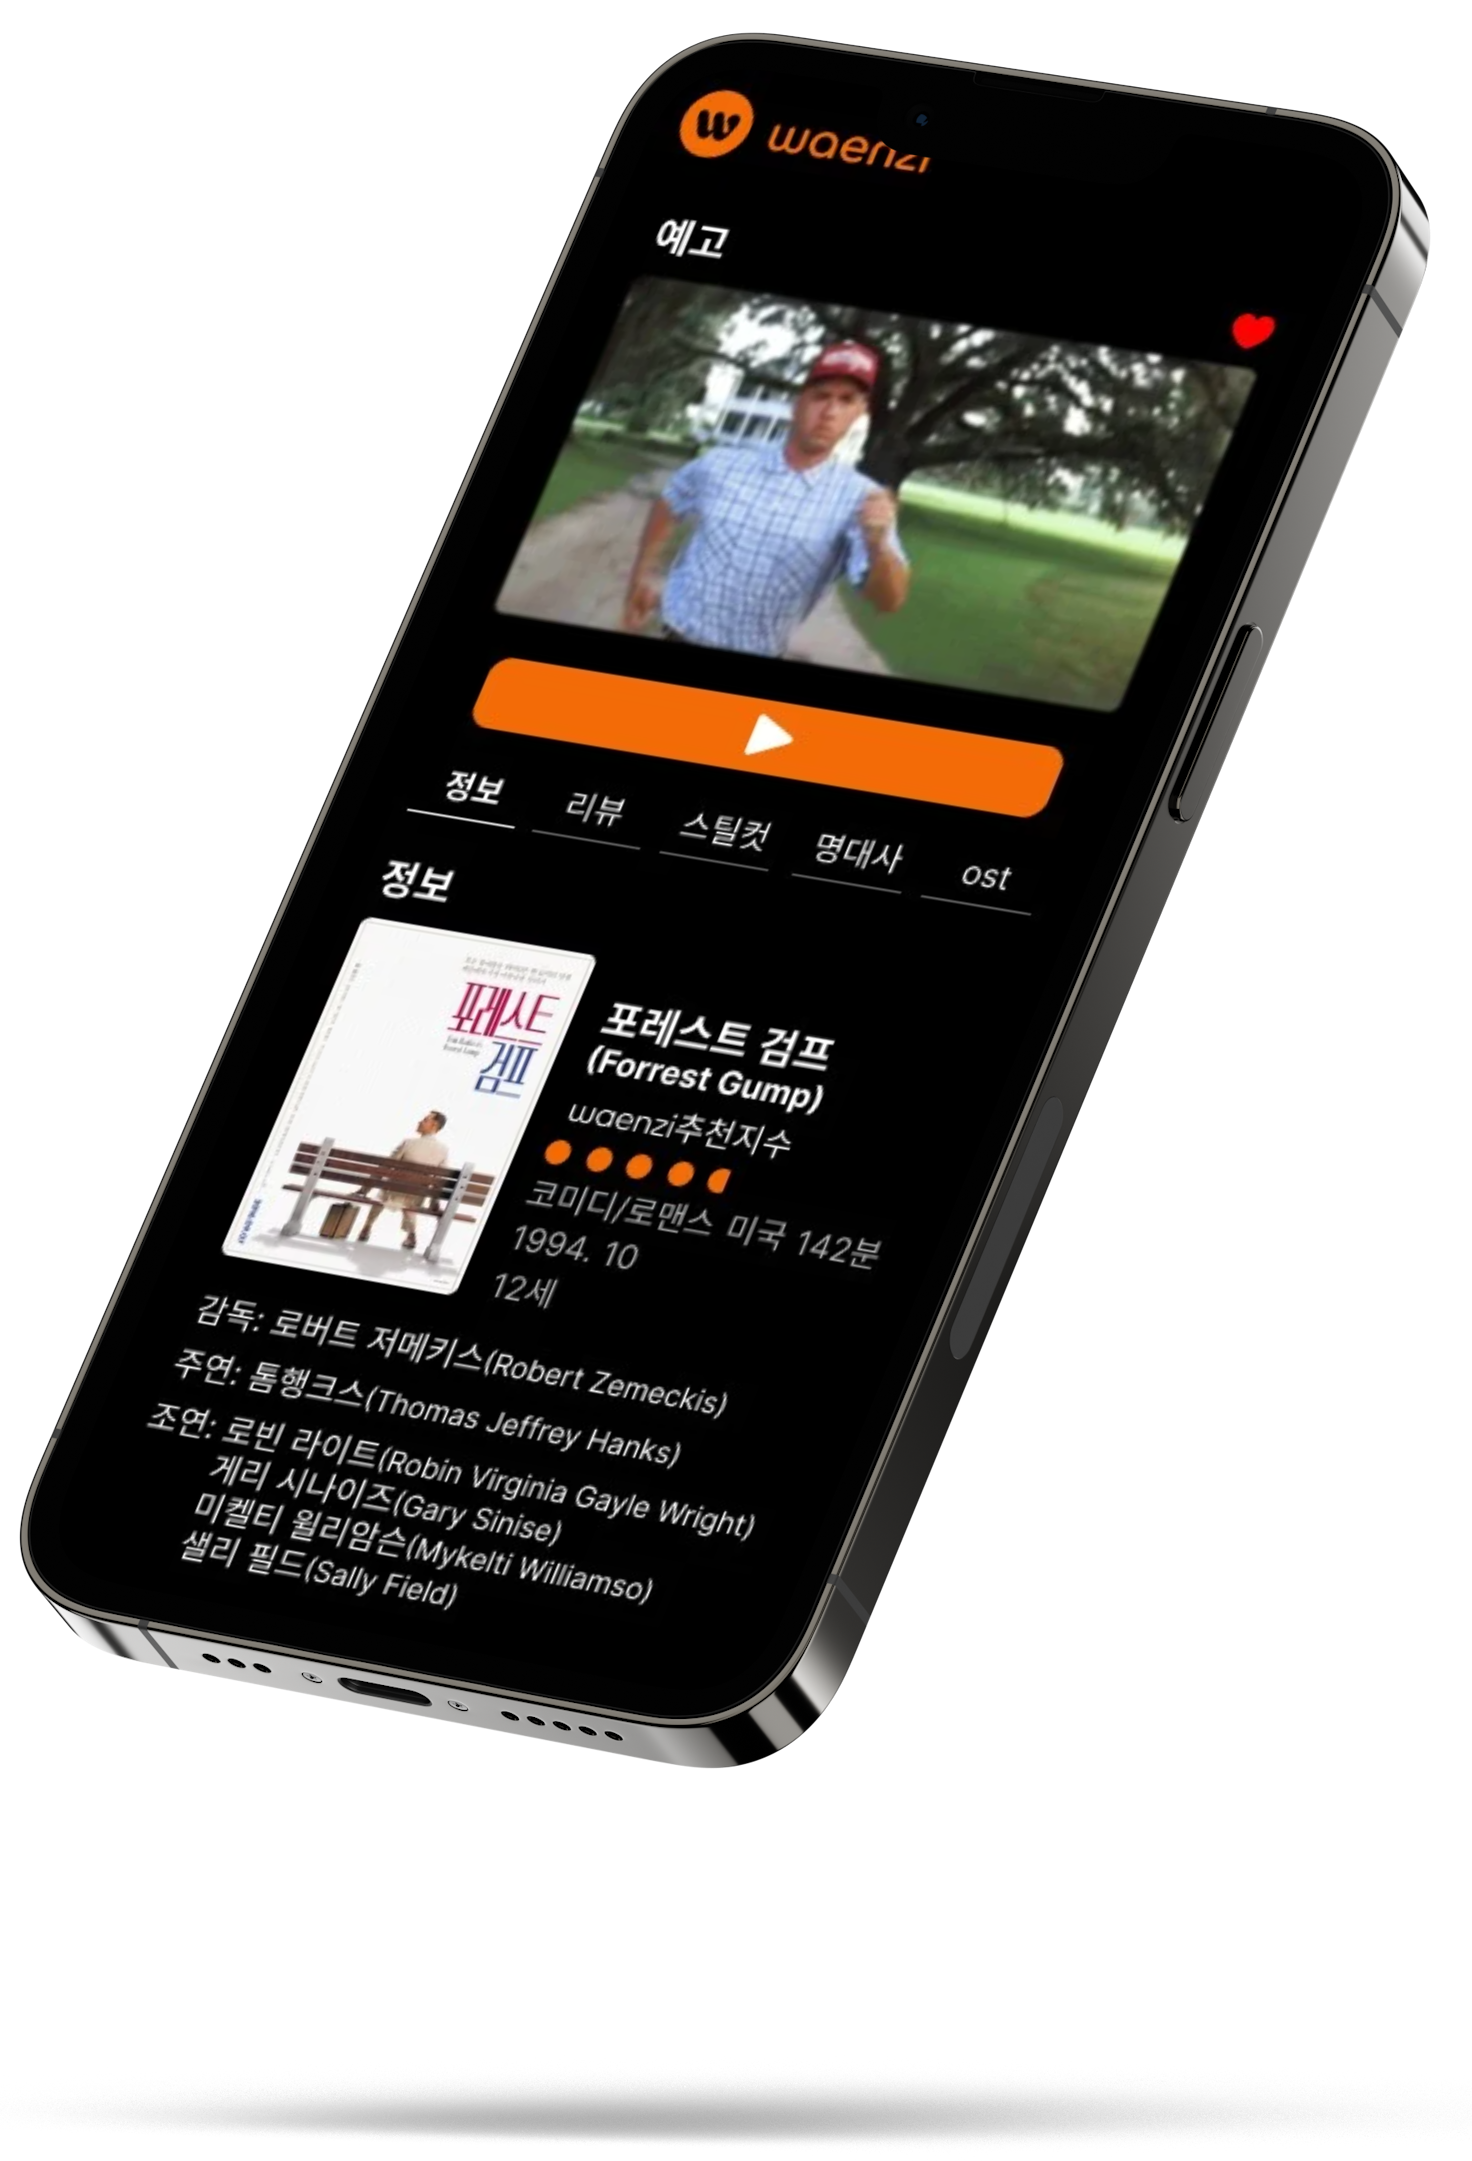 w waenzi
예고
정보 리뷰 스틸컷 명대사 ost
정보
포레스트
검프
포레스트 검프
(Forrest Gump)
waenzi추천지수
코미디/로맨스 미국 142분
1994. 10
12세
감독: 로버트 저메키스(Robert Zemeckis)
주연: 톰행크스(Thomas Jeffrey Hanks)
조연: 로빈 라이트(Robin Virginia Gayle Wright)
게리 시나이즈(Gary Sinise)
미켈티 윌리암슨(Mykelti Williamso)
샐리 필드(Sally Field)